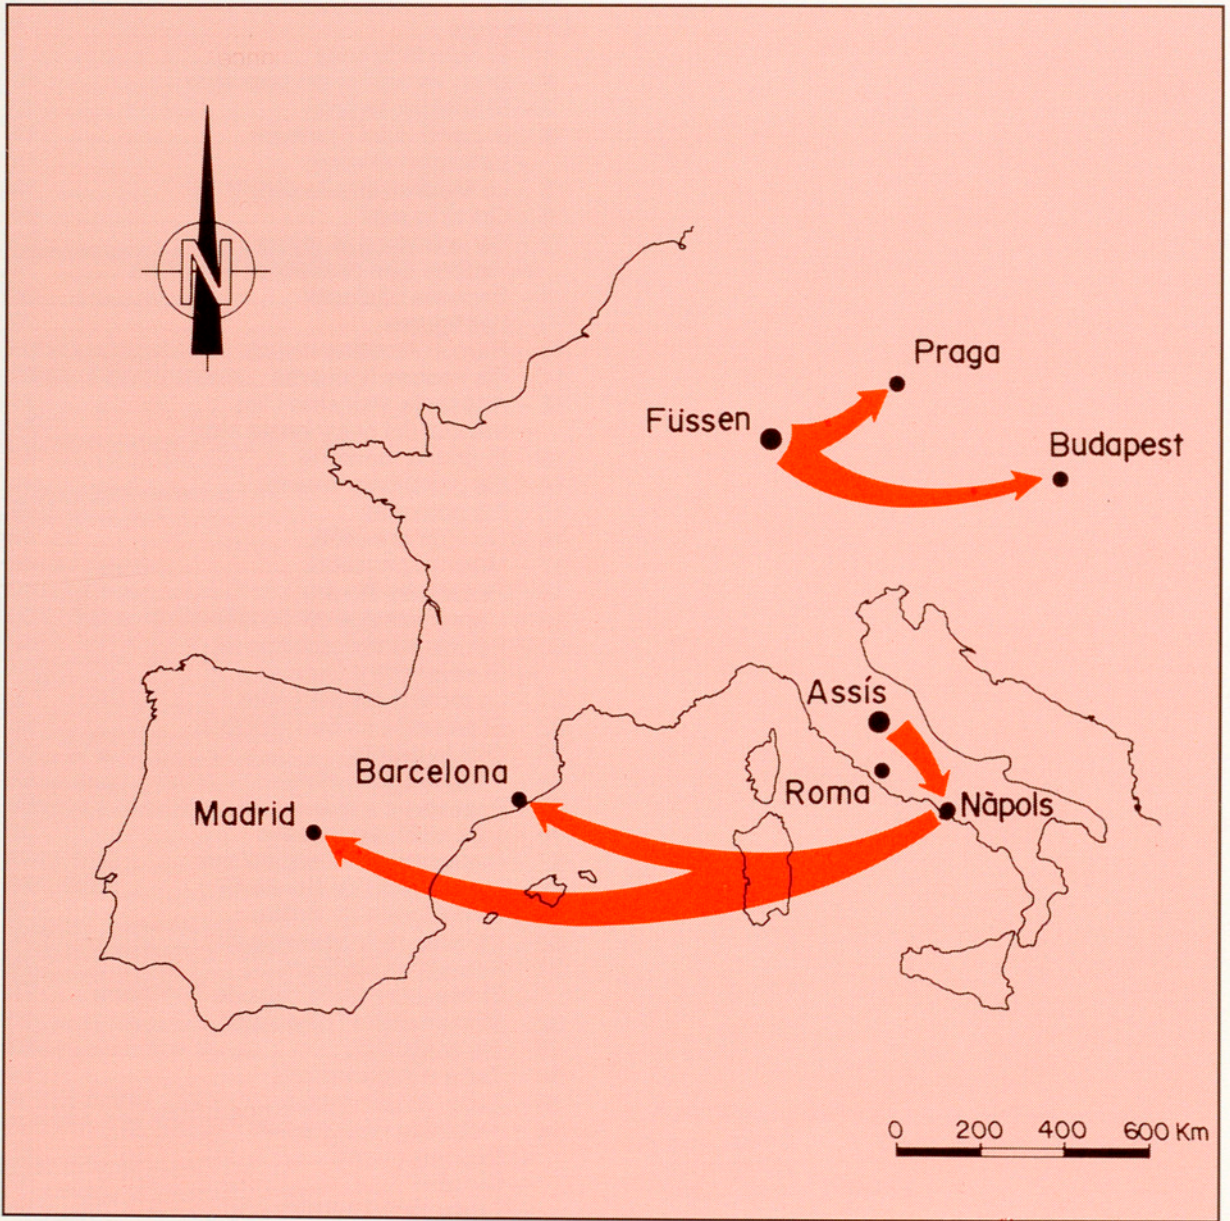 N
Praga
Füssen
Budapest
Assís
Barcelona
Roma
Nàpols
Madrid
0 200 400 600 Km